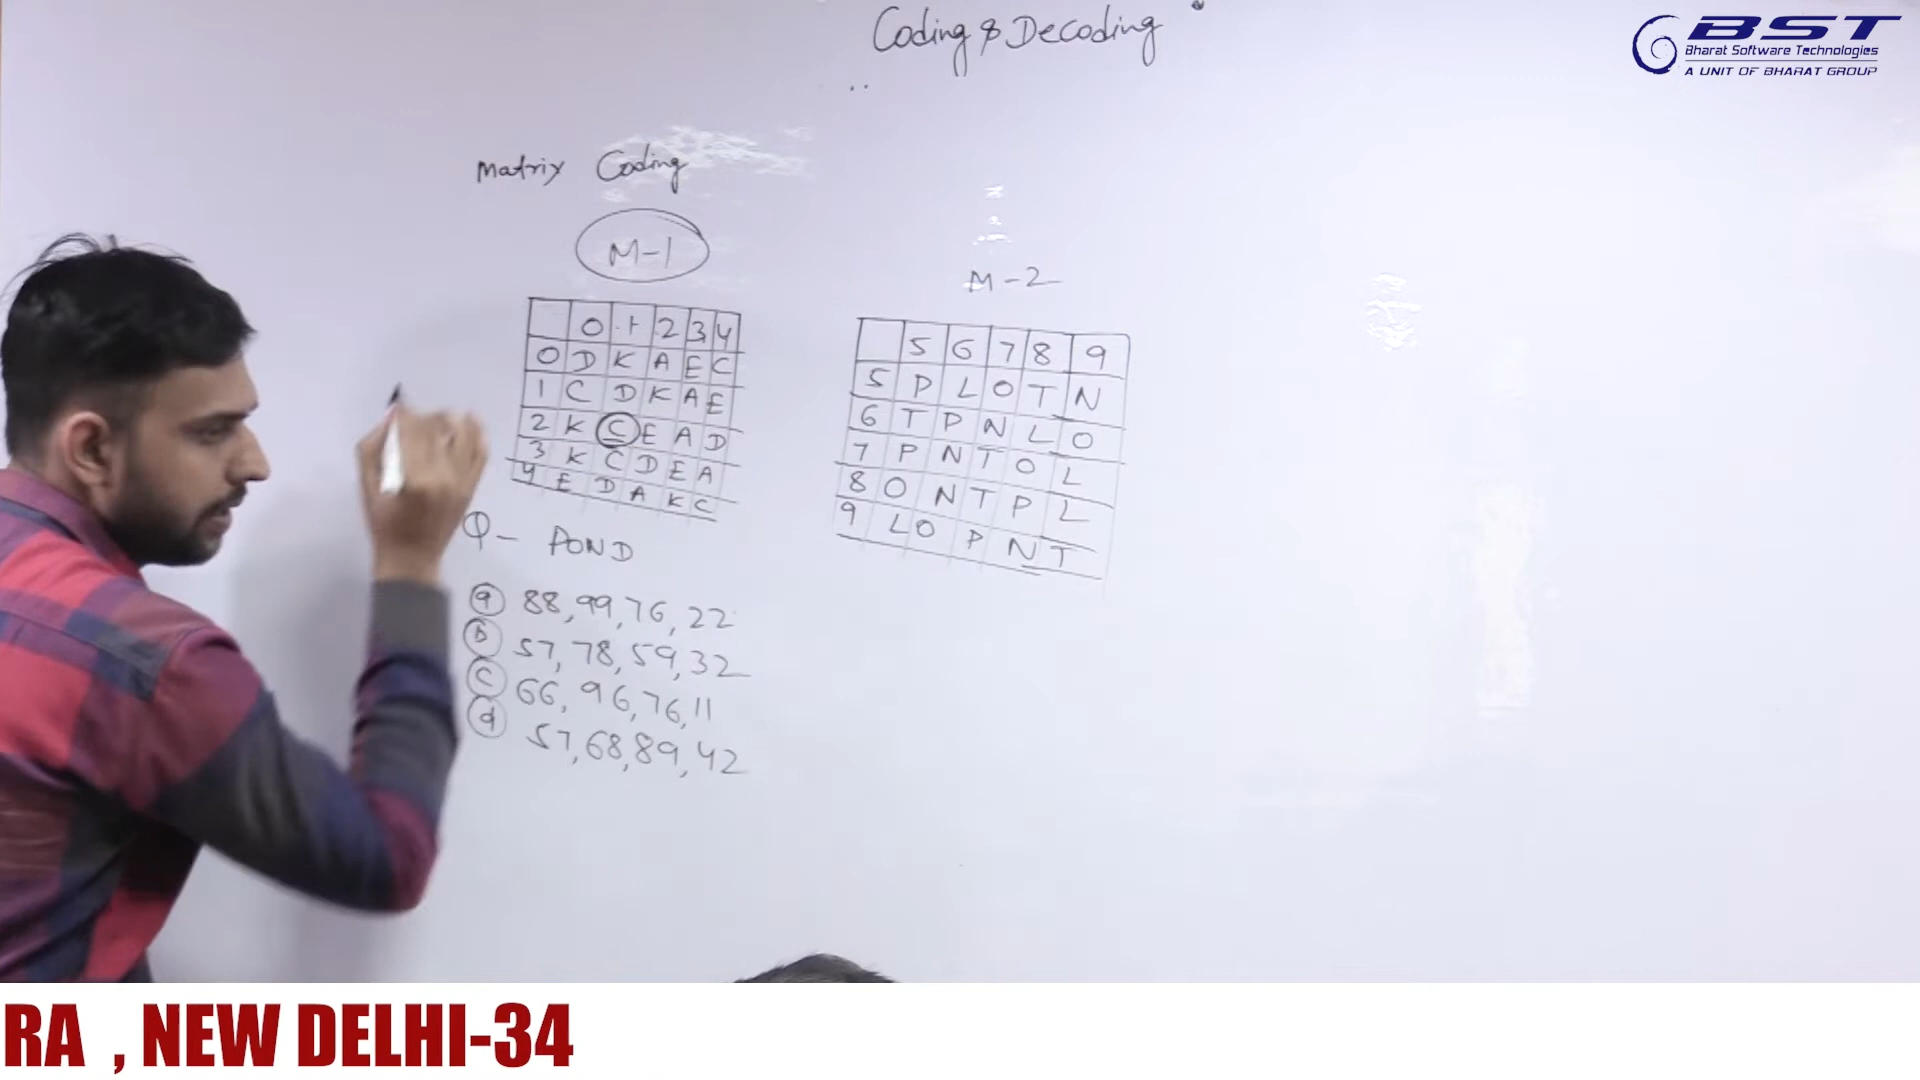 Coding & Decoding
BST
Bharat Software Technologies
A UNIT OF BHARAT GROUP
Matrix Coding
M-1
0 1 2 3 4
0 D K A E C
1 C D K A E
2 K C E A D
3 K C D E A
4 E D A K C
M-2
5 6 7 8 9
5 P L O T N
6 T P N L O
7 P N T O L
8 O N T P L
9 L O P N T
Q- POND
(a) 88, 99, 76, 22
(b) 57, 78, 59, 32
(c) 66, 96, 76, 11
(d) 57, 68, 89, 42
RA , NEW DELHI-34